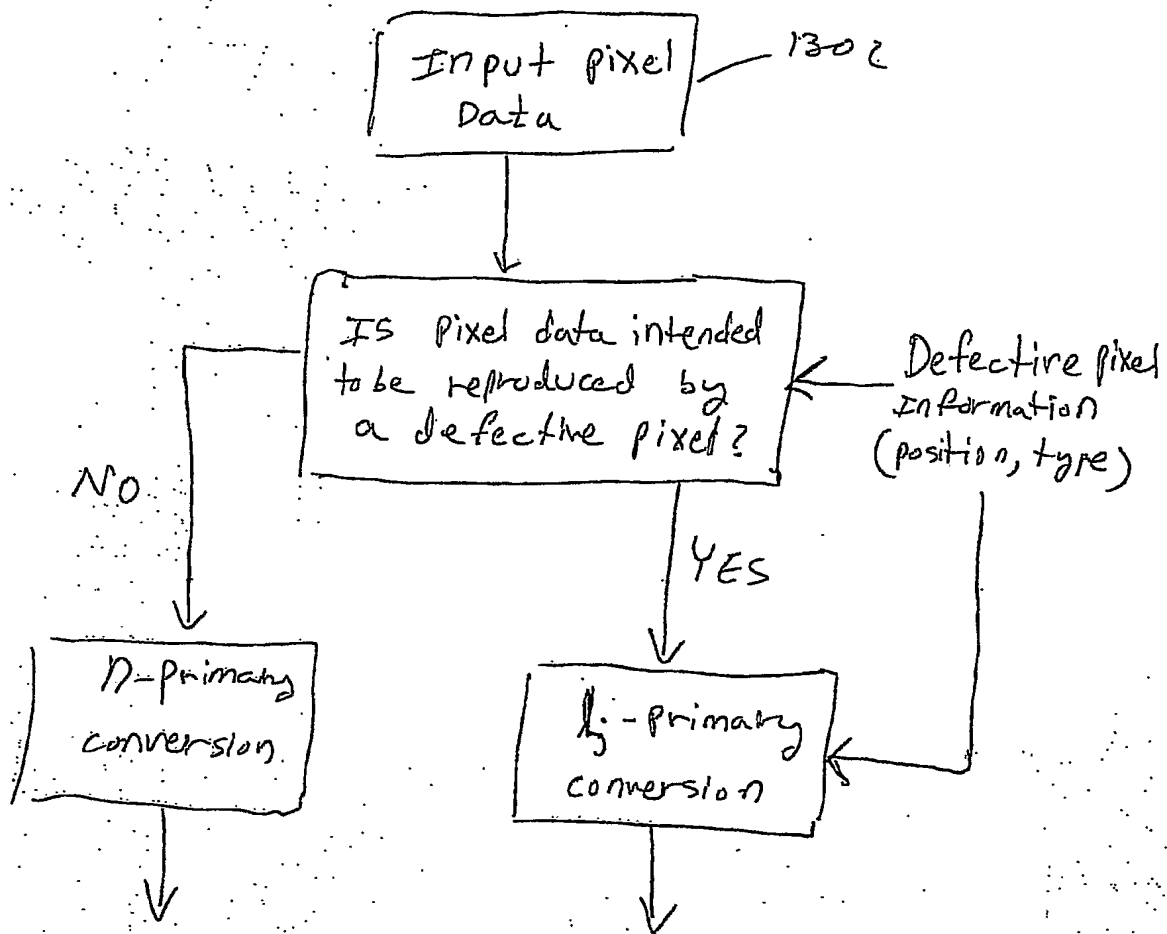 Input pixel
Data
1302
Is pixel data intended
to be reproduced by
a defective pixel?
Defective pixel
Information
(position, type)
NO
YES
n-primary
conversion
-primary
conversion